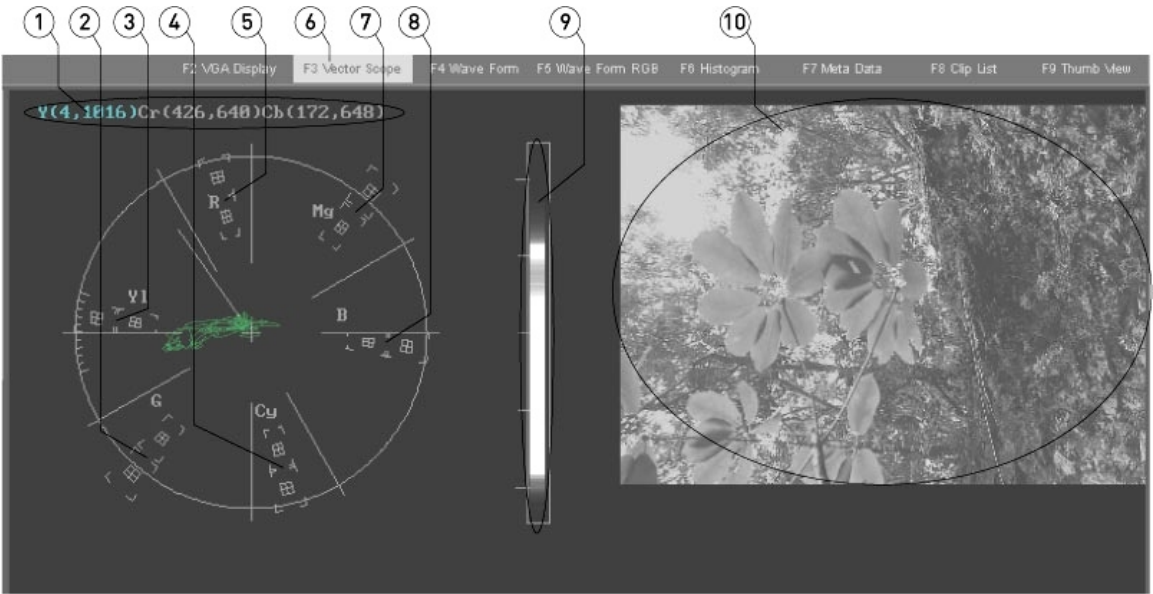 1 2 3 4 5 6 7 8 9 10
F2 VGA Display F3 Vector Scope F4 Wave Form F5 Wave Form RGB F6 Histogram F7 Meta Data F8 Clip List F9 Thumb View
Y(4,1016)Cr(426,640)Cb(172,648)
R
Mg
Yl
B
G
Cy